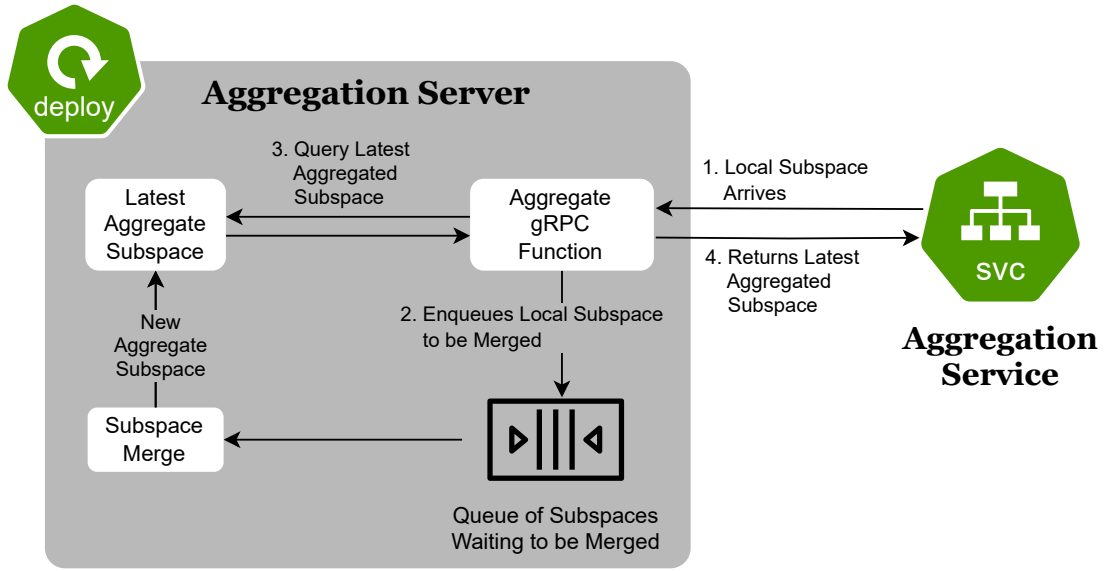 deploy
Aggregation Server
3. Query Latest
Aggregated
Subspace
1. Local Subspace
Arrives
Latest
Aggregate
Subspace
Aggregate
gRPC
Function
svc
4. Returns Latest
Aggregated
Subspace
2. Enqueues Local Subspace
to be Merged
New
Aggregate
Subspace
Aggregation
Service
Subspace
Merge
Queue of Subspaces
Waiting to be Merged